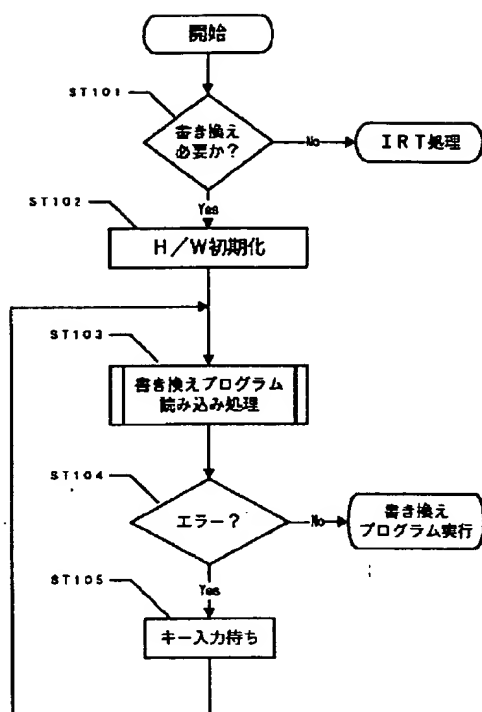 開始
ST101
書き換え
必要か?
No
IRT処理
Yes
ST102
H/W初期化
ST103
書き換えプログラム
読み込み処理
ST104
エラー?
No
書き換え
プログラム実行
Yes
ST105
キー入力待ち